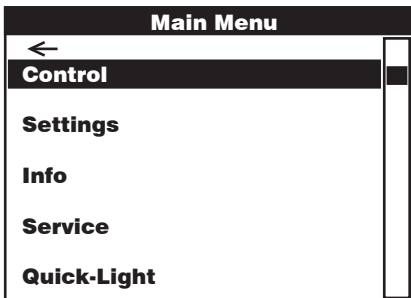 Main Menu
←
Control
Settings
Info
Service
Quick-Light